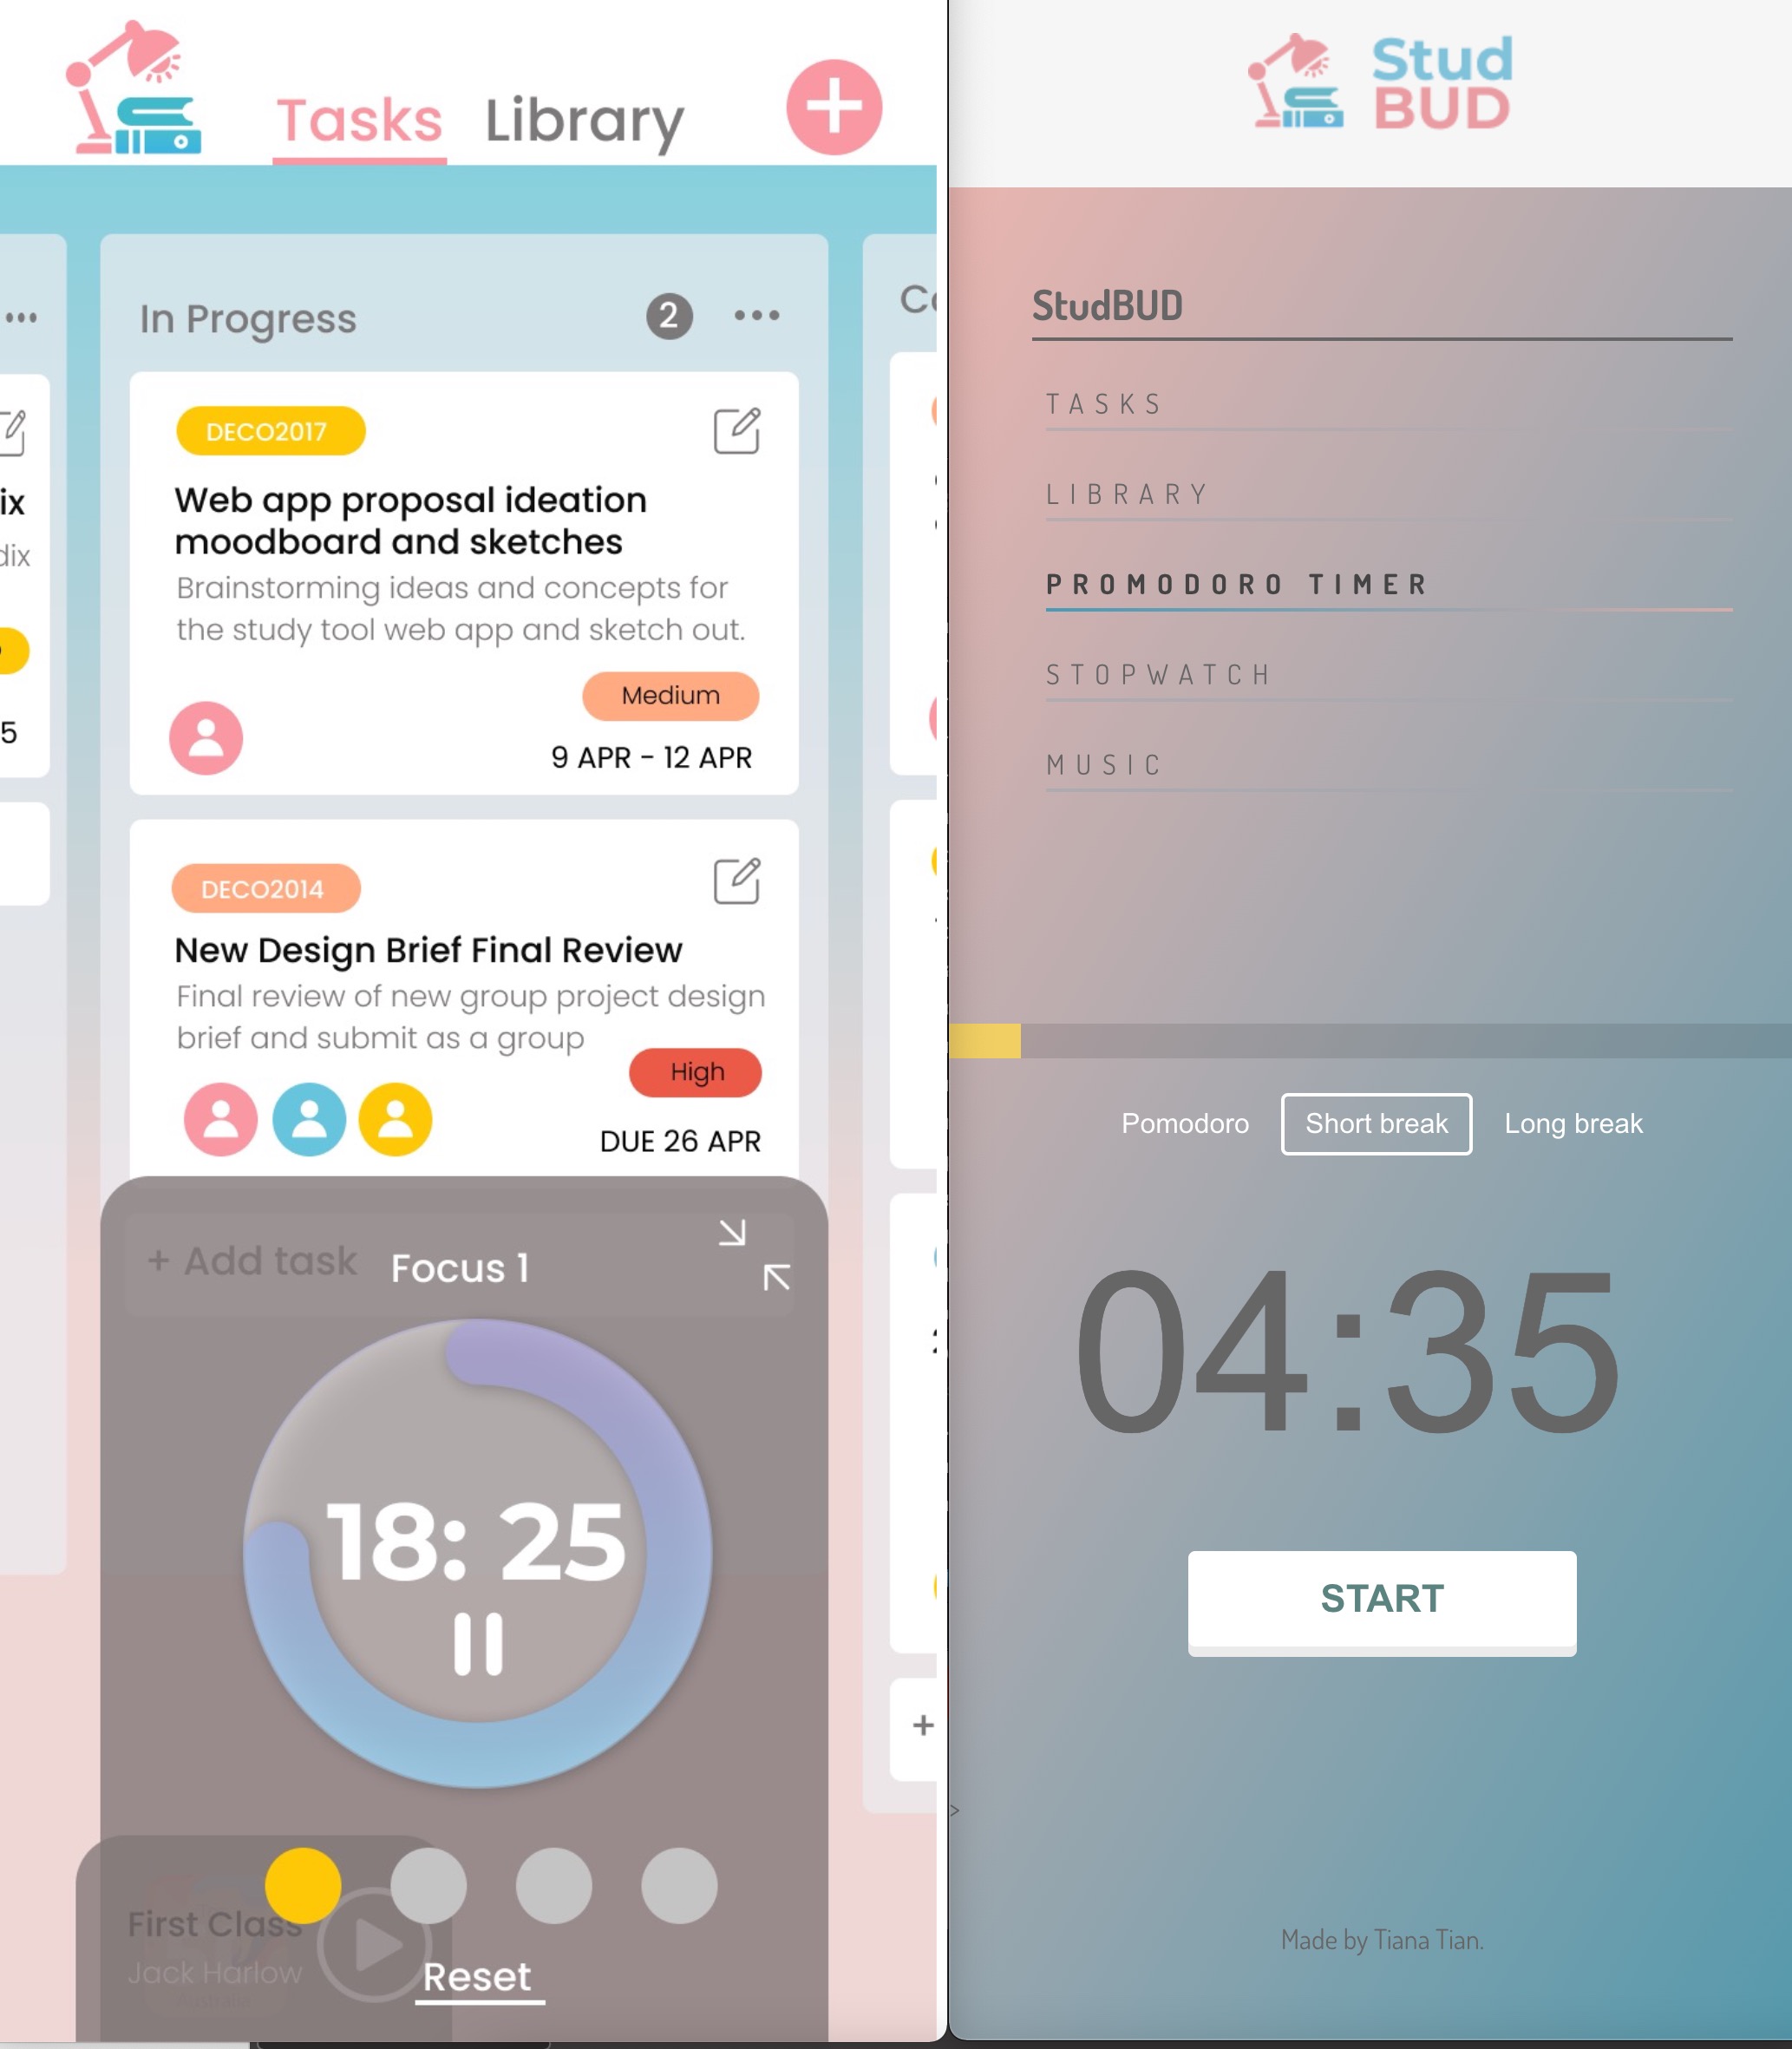 Tasks Library
In Progress 2
DECO2017
Web app proposal ideation
moodboard and sketches
Brainstorming ideas and concepts for
the study tool web app and sketch out.
Medium
9 APR - 12 APR
DECO2014
New Design Brief Final Review
Final review of new group project design
brief and submit as a group
High
DUE 26 APR
+ Add task
Focus 1
18: 25
First Class
Jack Harlow
Australia
Reset
ix
dix
5
+
Stud
BUD
StudBUD
TASKS
LIBRARY
PROMODORO TIMER
STOPWATCH
MUSIC
Pomodoro Short break Long break
04:35
START
>
Made by Tiana Tian.